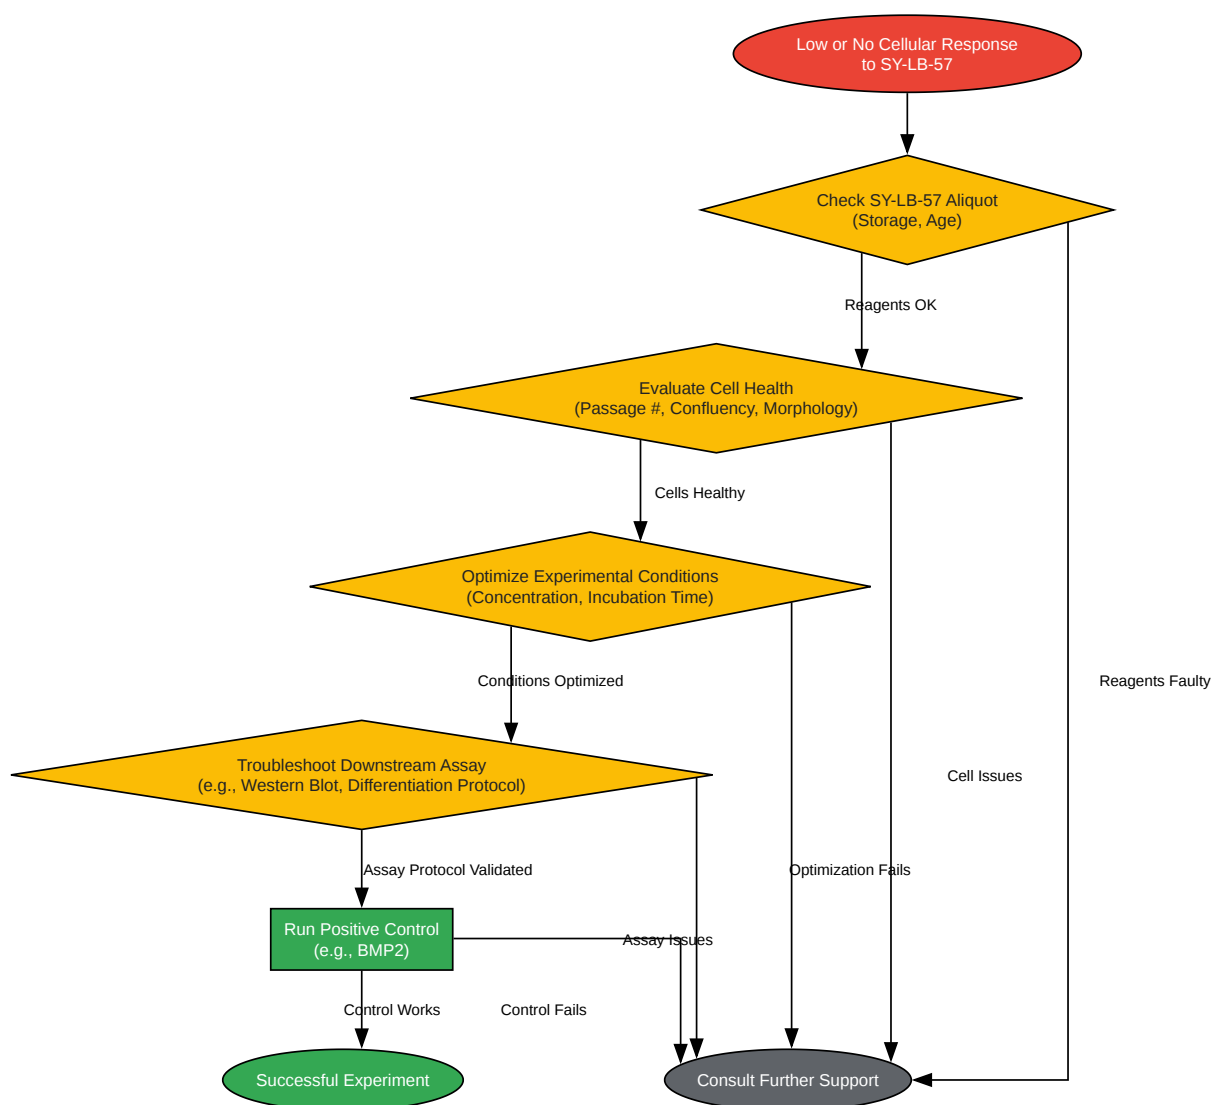 Low or No Cellular Response
to SY-LB-57
Check SY-LB-57 Aliquot
(Storage, Age)
Reagents OK
Evaluate Cell Health
(Passage #, Confluency, Morphology)
Cells Healthy
Optimize Experimental Conditions
(Concentration, Incubation Time)
Conditions Optimized
Reagents Faulty
Troubleshoot Downstream Assay
(e.g., Western Blot, Differentiation Protocol)
Cell Issues
Assay Protocol Validated
Optimization Fails
Run Positive Control
(e.g., BMP2)
Assay Issues
Control Works
Control Fails
Successful Experiment
Consult Further Support